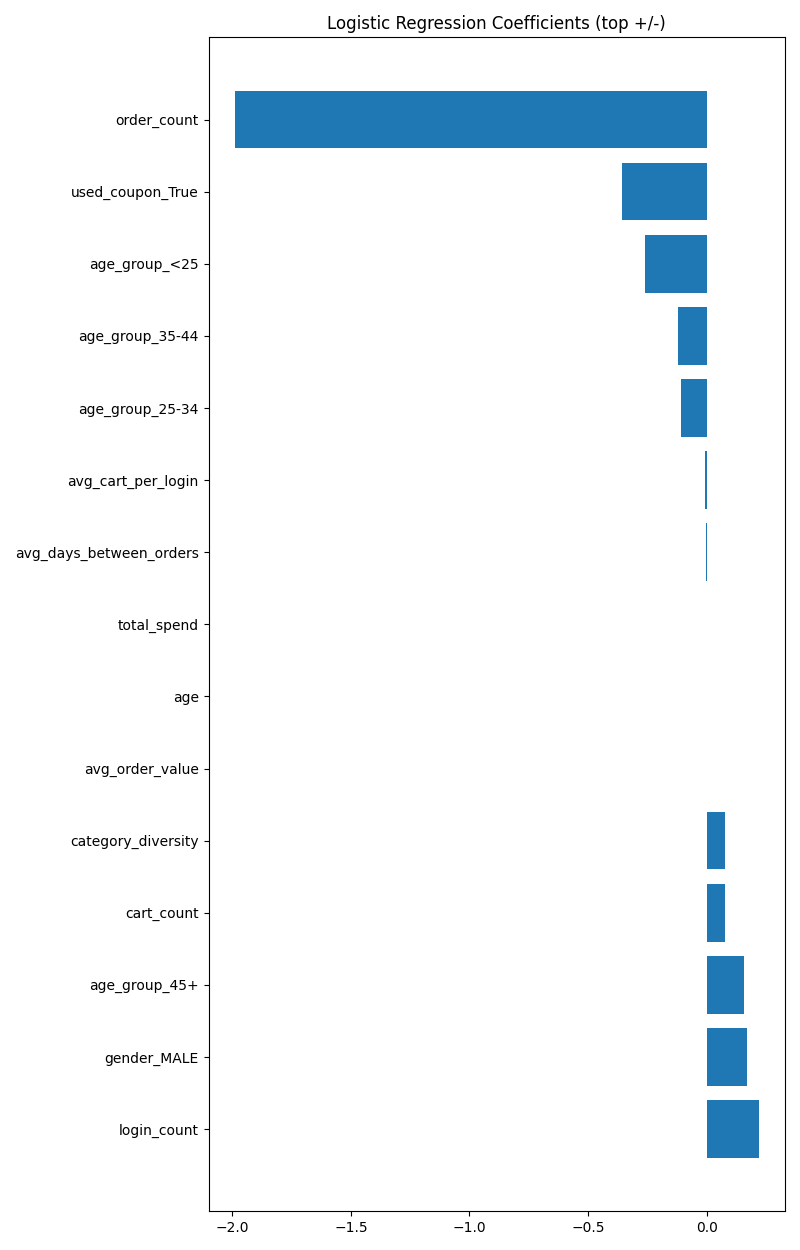 Logistic Regression Coefficients (top +/-)
order_count
used_coupon_True
age_group_<25
age_group_35-44
age_group_25-34
avg_cart_per_login
avg_days_between_orders
total_spend
age
avg_order_value
category_diversity
cart_count
age_group_45+
gender_MALE
login_count
−2.0 −1.5 −1.0 −0.5 0.0